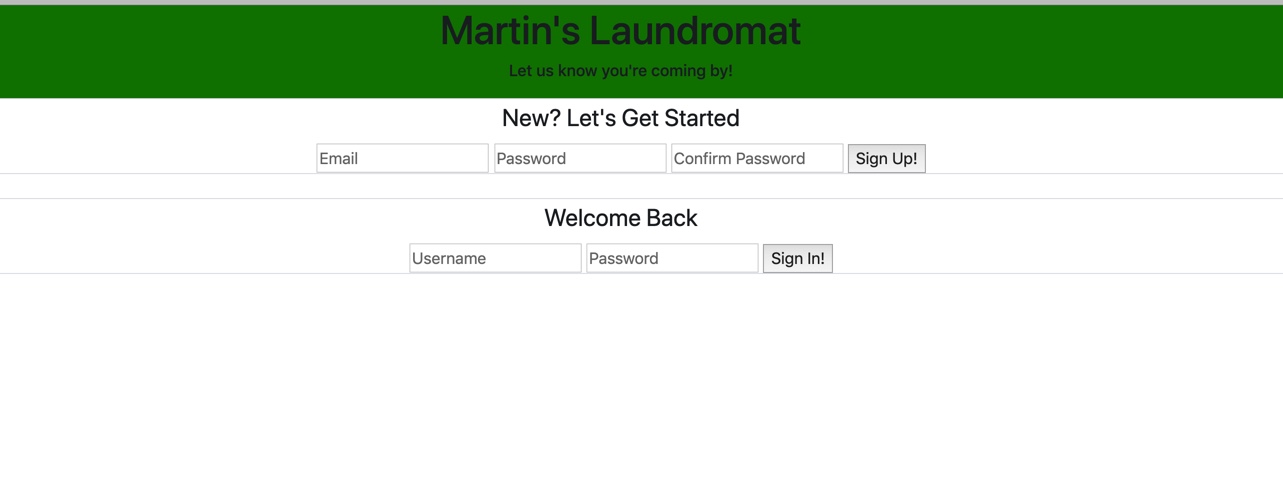 Martin's Laundromat
Let us know you're coming by!
New? Let's Get Started
Email Password Confirm Password Sign Up!
Welcome Back
Username Password Sign In!